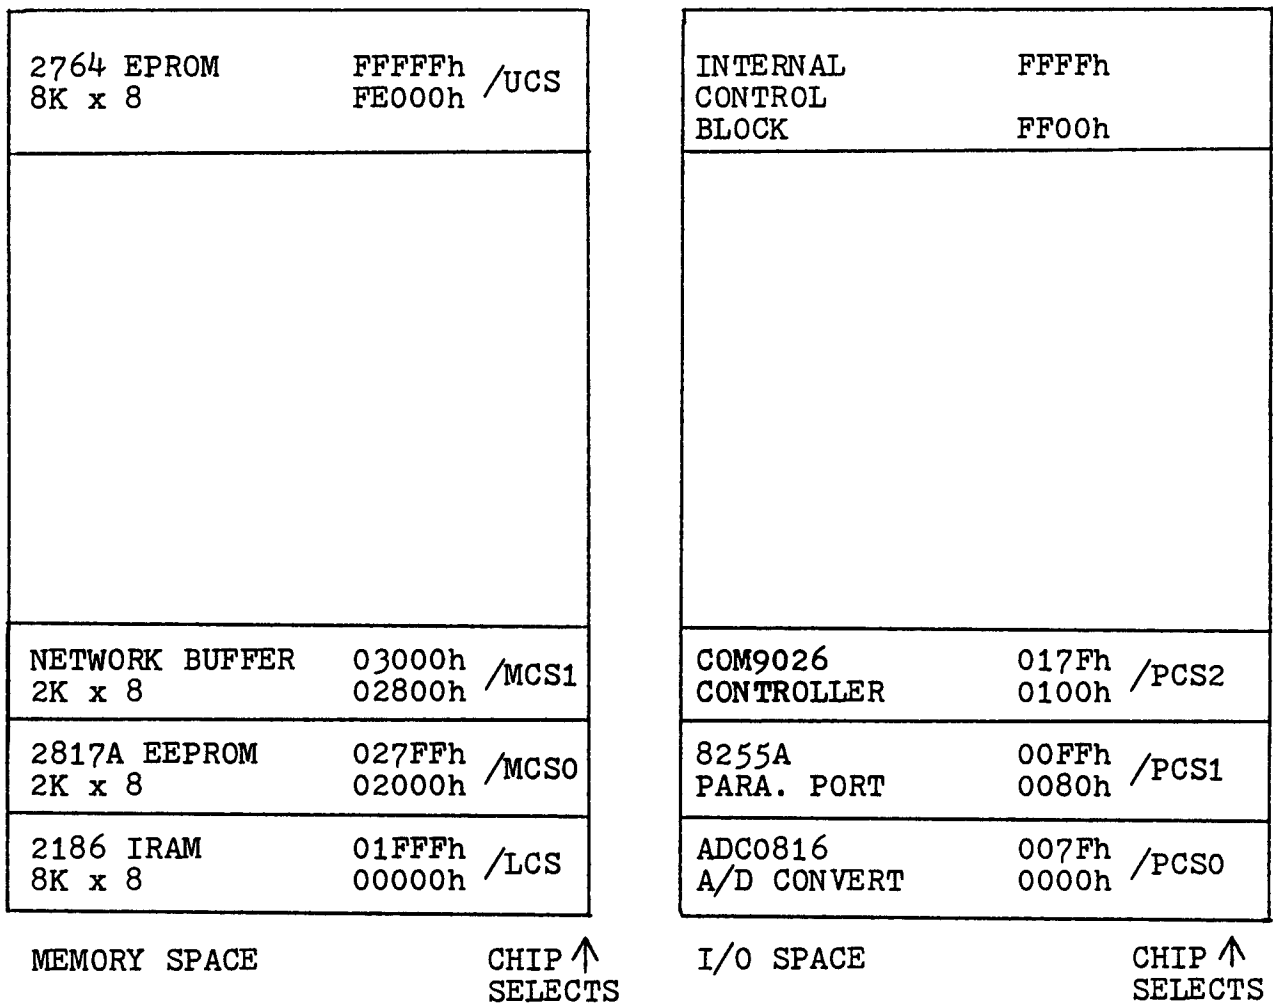 2764 EPROM FFFFFh /UCS
8K x 8 FE000h
NETWORK BUFFER 03000h /MCS1
2K x 8 02800h
2817A EEPROM 027FFh /MCS0
2K x 8 02000h
2186 IRAM 01FFFh /LCS
8K x 8 00000h
MEMORY SPACE CHIP ↑
SELECTS
INTERNAL FFFFh
CONTROL
BLOCK FF00h
COM9026 017Fh /PCS2
CONTROLLER 0100h
8255A 00FFh /PCS1
PARA. PORT 0080h
ADC0816 007Fh /PCS0
A/D CONVERT 0000h
I/O SPACE CHIP ↑
SELECTS